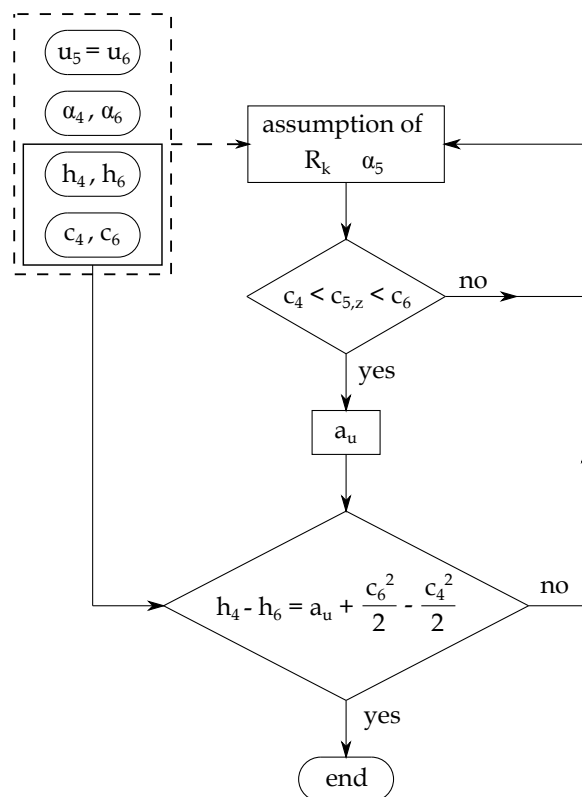 u₅ = u₆
α₄ , α₆
h₄ , h₆
c₄ , c₆
assumption of
Rₖ α₅
c₄ < c₅,z < c₆
no
yes
aᵤ
h₄ - h₆ = aᵤ + c₆²/2 - c₄²/2
no
yes
end